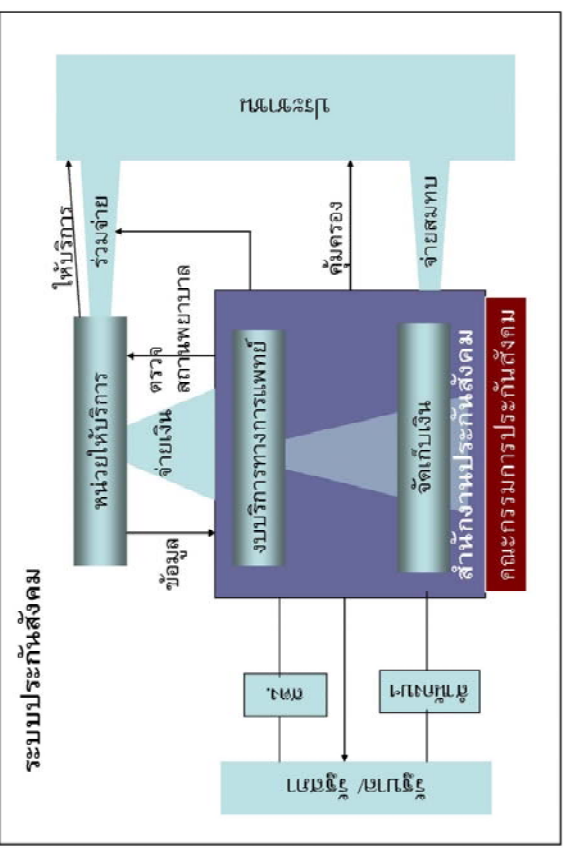 ระบบประกันสังคม
หน่วยให้บริการ
ให้บริการ
ร่วมจ่าย
ข้อมูล
จ่ายเงิน
ตรวจ
สถานพยาบาล
งบบริการทางการแพทย์
คุ้มครอง
จัดเก็บเงิน
จ่ายสมทบ
สำนักงานประกันสังคม
คณะกรรมการประกันสังคม
ประชาชน
สตง.
สำนักงบฯ
รัฐบาล/ รัฐสภา